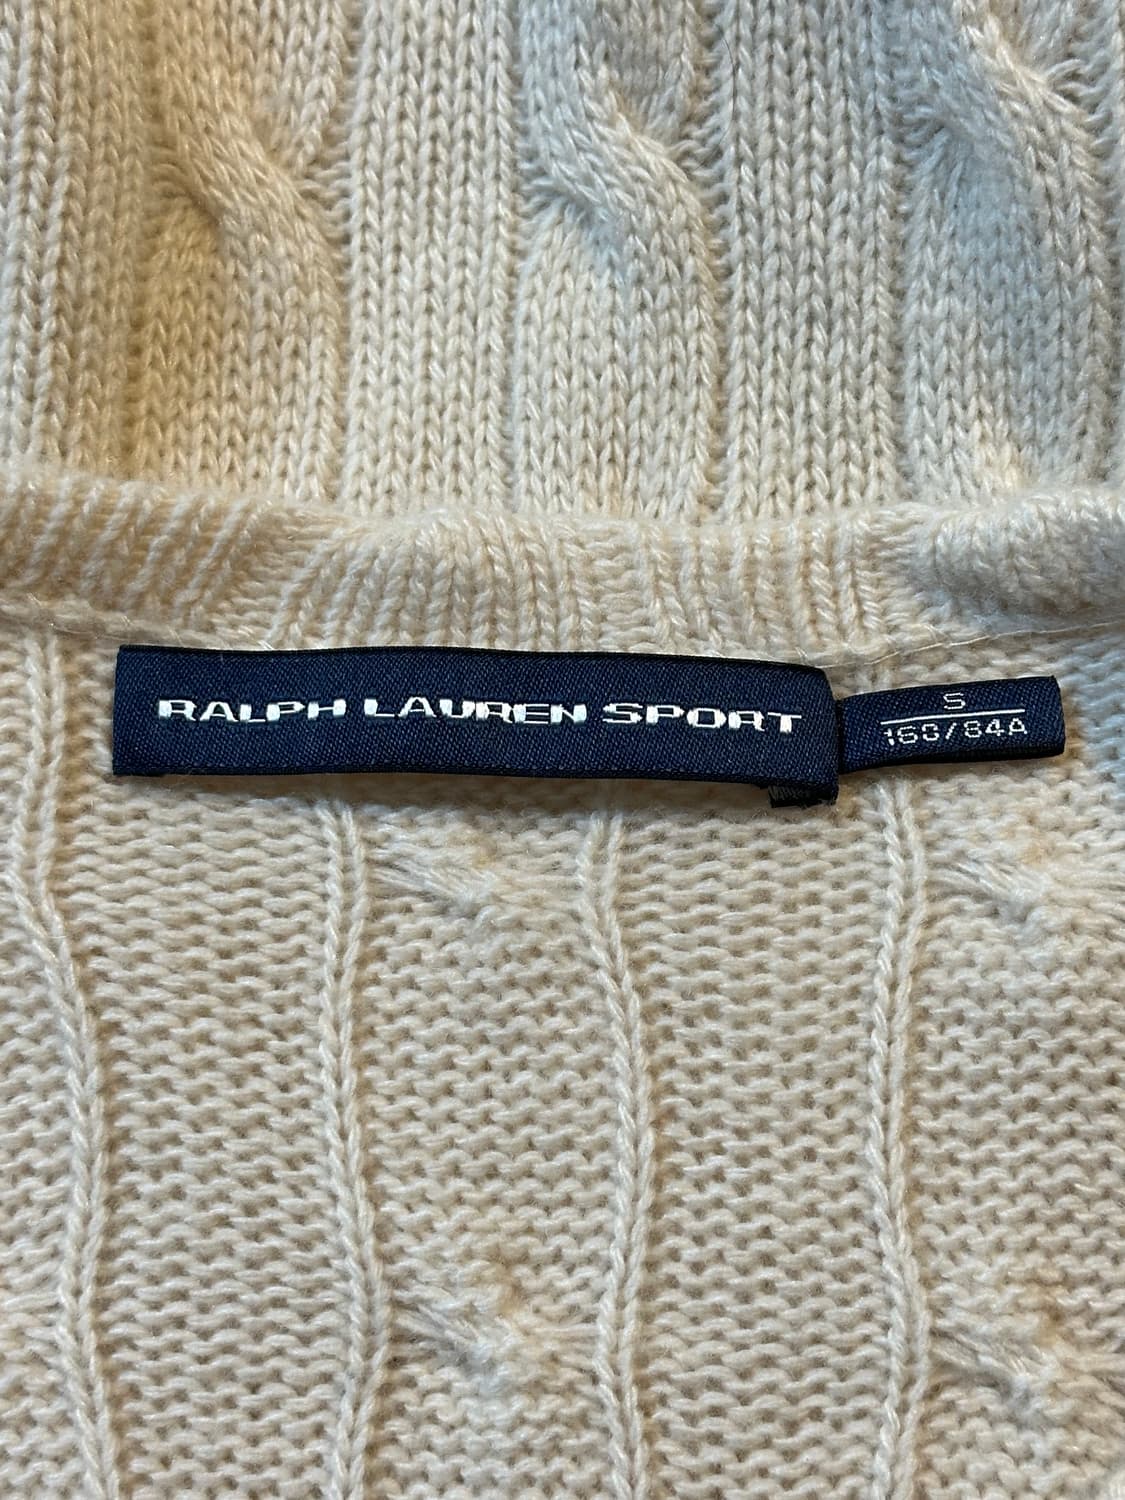 RALPH LAUREN SPORT
S
160/84A